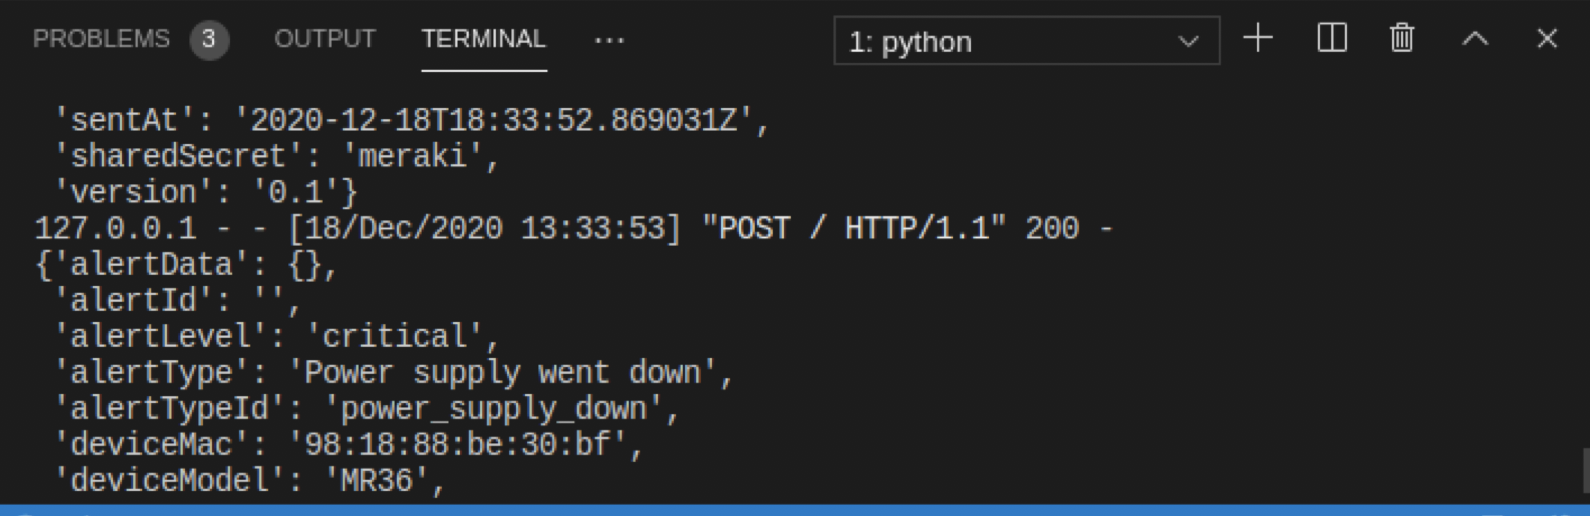 PROBLEMS 3 OUTPUT TERMINAL ··· 1: python
'sentAt': '2020-12-18T18:33:52.869031Z',
'sharedSecret': 'meraki',
'version': '0.1'}
127.0.0.1 - - [18/Dec/2020 13:33:53] "POST / HTTP/1.1" 200 -
{'alertData': {},
'alertId': '',
'alertLevel': 'critical',
'alertType': 'Power supply went down',
'alertTypeId': 'power_supply_down',
'deviceMac': '98:18:88:be:30:bf',
'deviceModel': 'MR36',